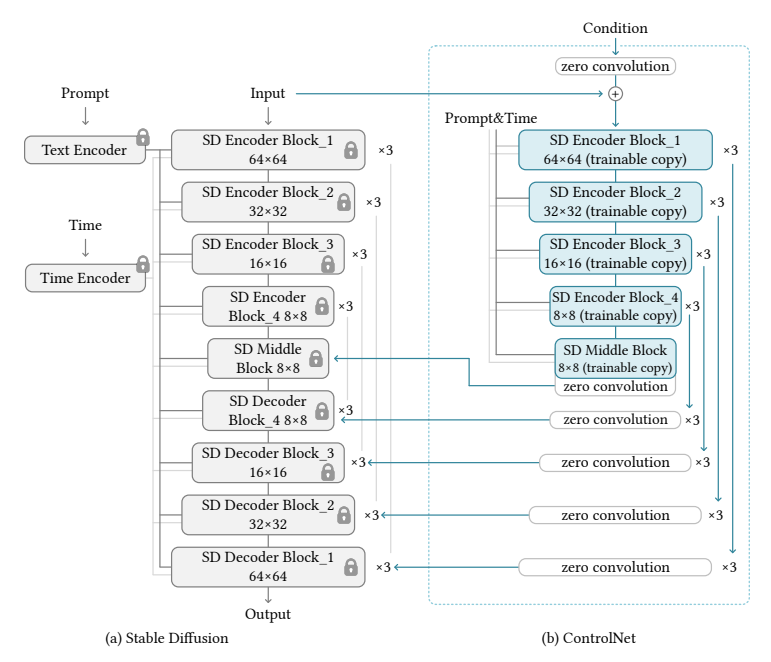 Condition
zero convolution
Prompt
Input
+
Prompt&Time
Text Encoder
SD Encoder Block_1
64×64
×3
SD Encoder Block_1
64×64 (trainable copy)
×3
SD Encoder Block_2
32×32
×3
SD Encoder Block_2
32×32 (trainable copy)
×3
Time
SD Encoder Block_3
16×16
×3
SD Encoder Block_3
16×16 (trainable copy)
×3
Time Encoder
SD Encoder
Block_4 8×8
×3
SD Encoder Block_4
8×8 (trainable copy)
×3
SD Middle
Block 8×8
SD Middle Block
8×8 (trainable copy)
zero convolution
SD Decoder
Block_4 8×8
×3
zero convolution
×3
SD Decoder Block_3
16×16
×3
zero convolution
×3
SD Decoder Block_2
32×32
×3
zero convolution
×3
SD Decoder Block_1
64×64
×3
zero convolution
×3
Output
(a) Stable Diffusion
(b) ControlNet